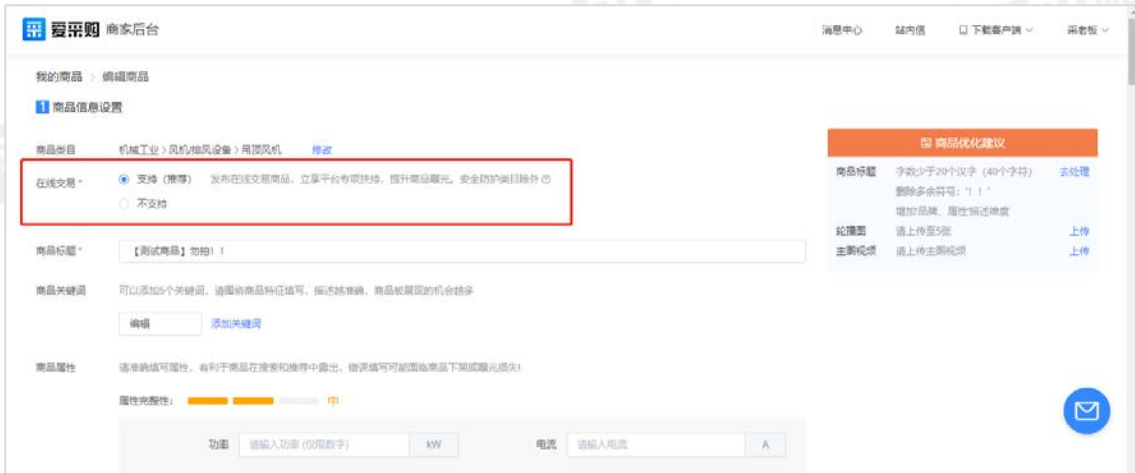 采 爱采购 商家后台
消息中心 站内信 下载客户端 采老板
我的商品 > 编辑商品
1 商品信息设置
商品类目 机械工业 > 风机/排风设备 > 吊顶风机 修改
在线交易* 支持（推荐） 发布在线交易商品，立享平台专项扶持，提升商品曝光。安全防护类目除外
不支持
商品标题* 【测试商品】勿拍！！
商品关键词 可以添加5个关键词，请围绕商品特征填写，描述越准确，商品被展现的机会越多
编辑 添加关键词
商品属性 请准确填写属性，有利于商品在搜索和推荐中露出，错误填写可能面临商品下架或曝光损失!
属性完整性： 中
功率 请输入功率 (仅限数字) kW 电流 请输入电流 A
商品优化建议
商品标题 字数少于20个汉字（40个字符） 去处理
删除多余符号：'！！'
增加'品牌、属性'描述维度
轮播图 请上传至5张 上传
主图视频 请上传主图视频 上传